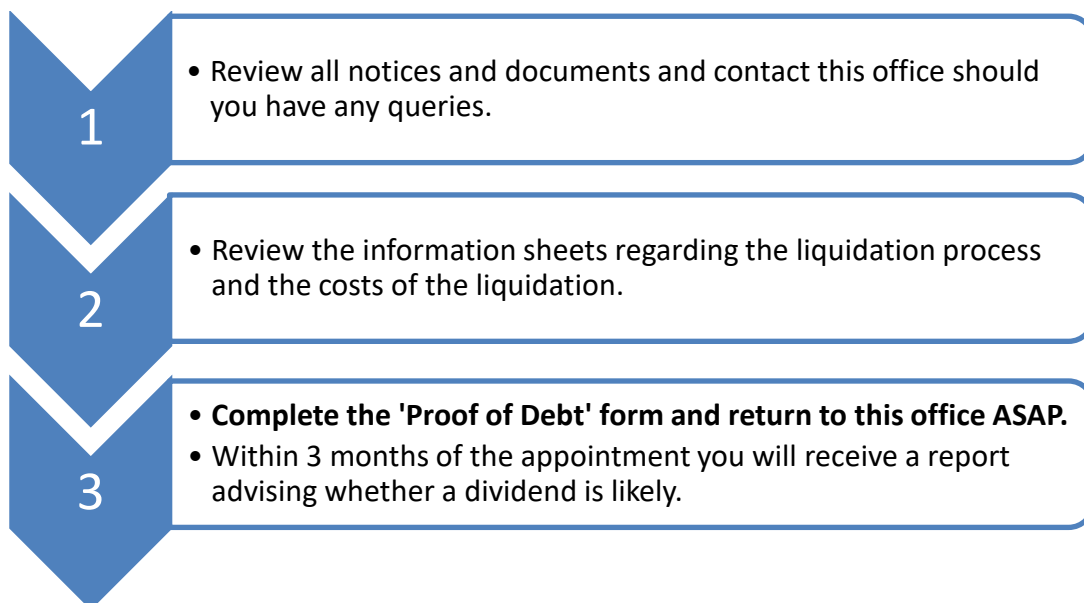 1
• Review all notices and documents and contact this office should
you have any queries.
2
• Review the information sheets regarding the liquidation process
and the costs of the liquidation.
3
• Complete the 'Proof of Debt' form and return to this office ASAP.
• Within 3 months of the appointment you will receive a report
advising whether a dividend is likely.